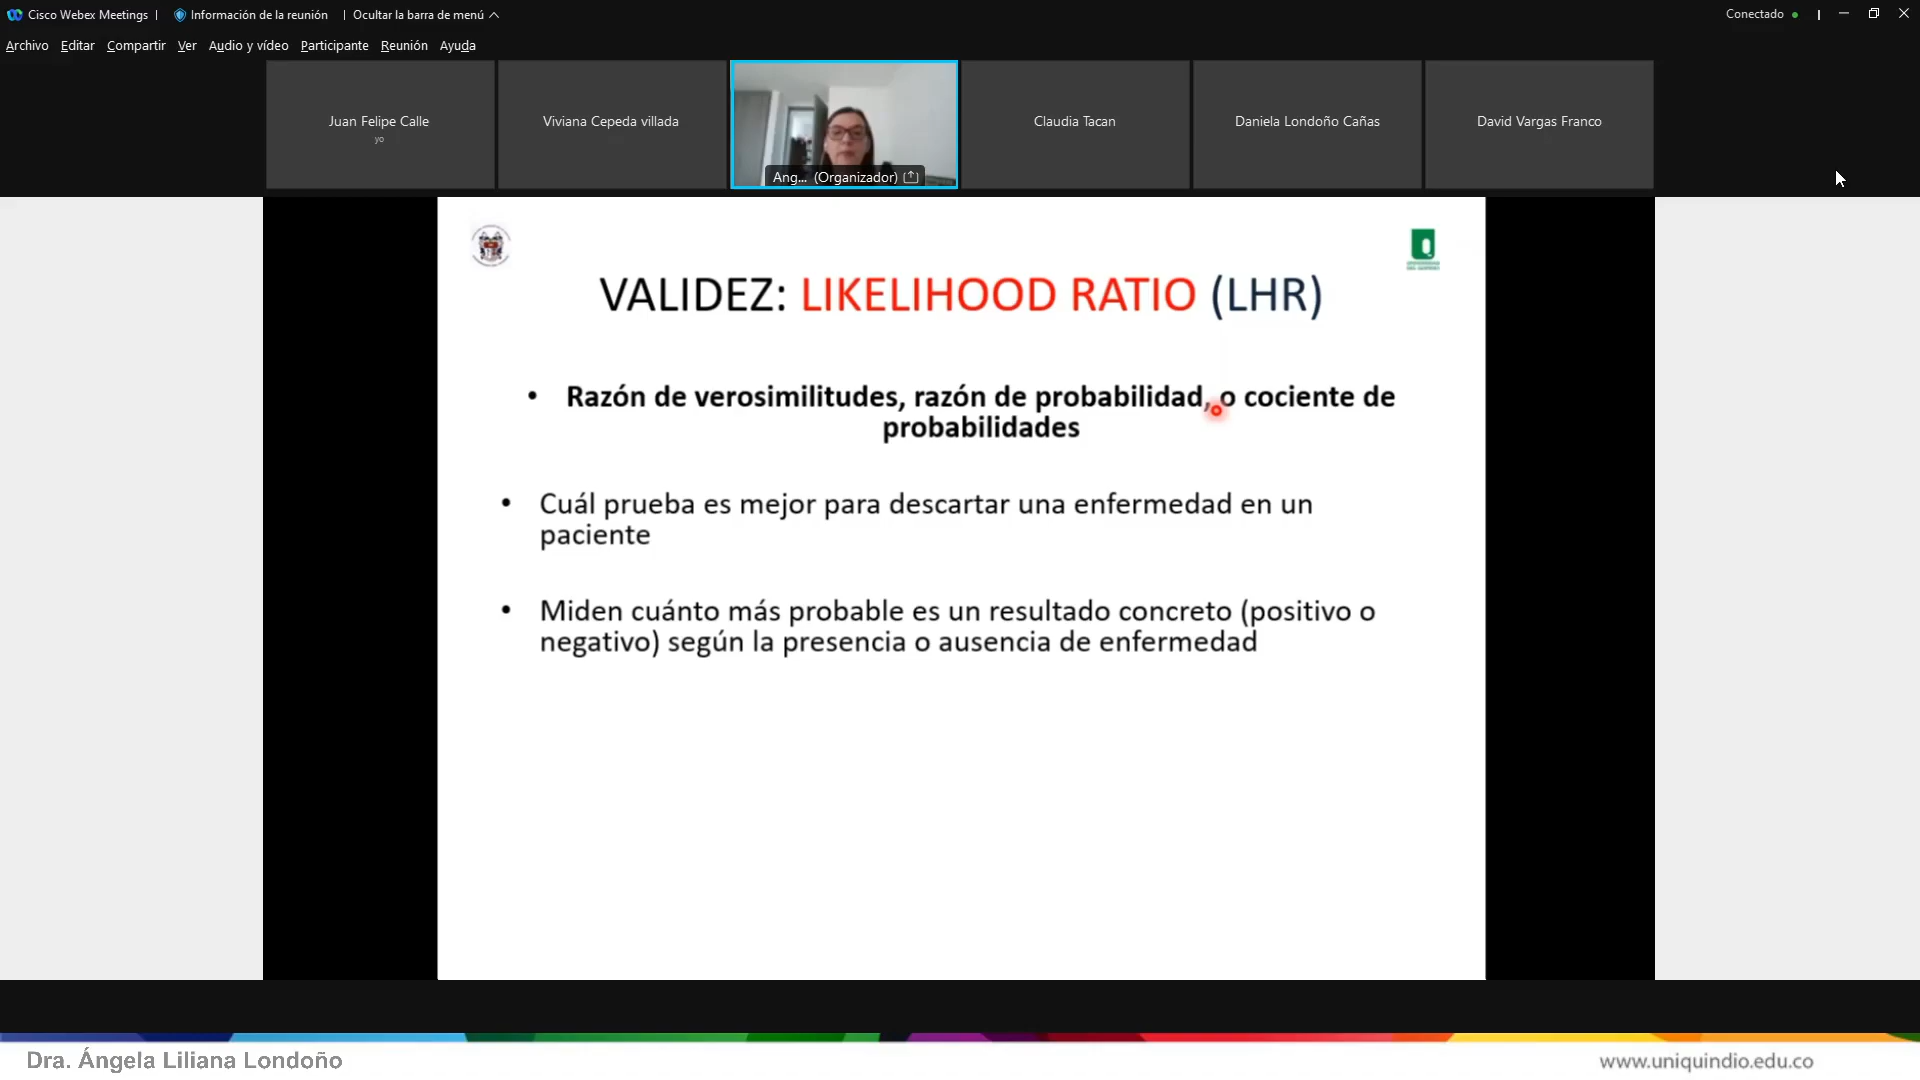 Cisco Webex Meetings | Información de la reunión | Ocultar la barra de menú
Conectado
Archivo Editar Compartir Ver Audio y vídeo Participante Reunión Ayuda
Juan Felipe Calle
yo
Viviana Cepeda villada
Ang... (Organizador)
Claudia Tacan
Daniela Londoño Cañas
David Vargas Franco
VALIDEZ: LIKELIHOOD RATIO (LHR)
• Razón de verosimilitudes, razón de probabilidad, o cociente de
probabilidades
• Cuál prueba es mejor para descartar una enfermedad en un
paciente
• Miden cuánto más probable es un resultado concreto (positivo o
negativo) según la presencia o ausencia de enfermedad
Dra. Ángela Liliana Londoño
www.uniquindio.edu.co